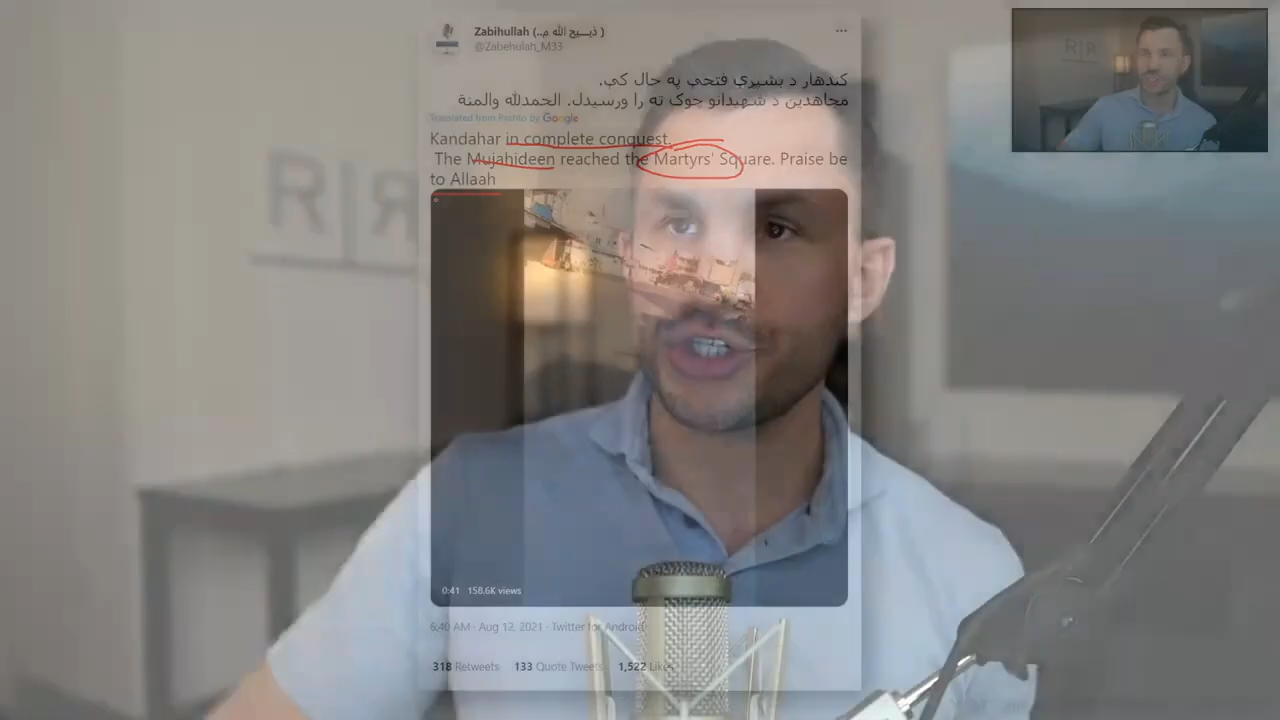 Zabihullah (..ذبـــیح الله م )
@Zabehulah_M33
کندهار د بشپړې فتحې په حال کې.
مجاهدین د شهیدانو چوک ته را ورسیدل. الحمدلله والمنة
Translated from Pashto by Google
Kandahar in complete conquest.
The Mujahideen reached the Martyrs' Square. Praise be
to Allaah
0:41 158.6K views
6:40 AM · Aug 12, 2021 · Twitter for Android
318 Retweets 133 Quote Tweets 1,522 Likes